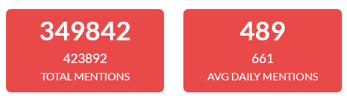 349842
423892
TOTAL MENTIONS
489
661
AVG DAILY MENTIONS